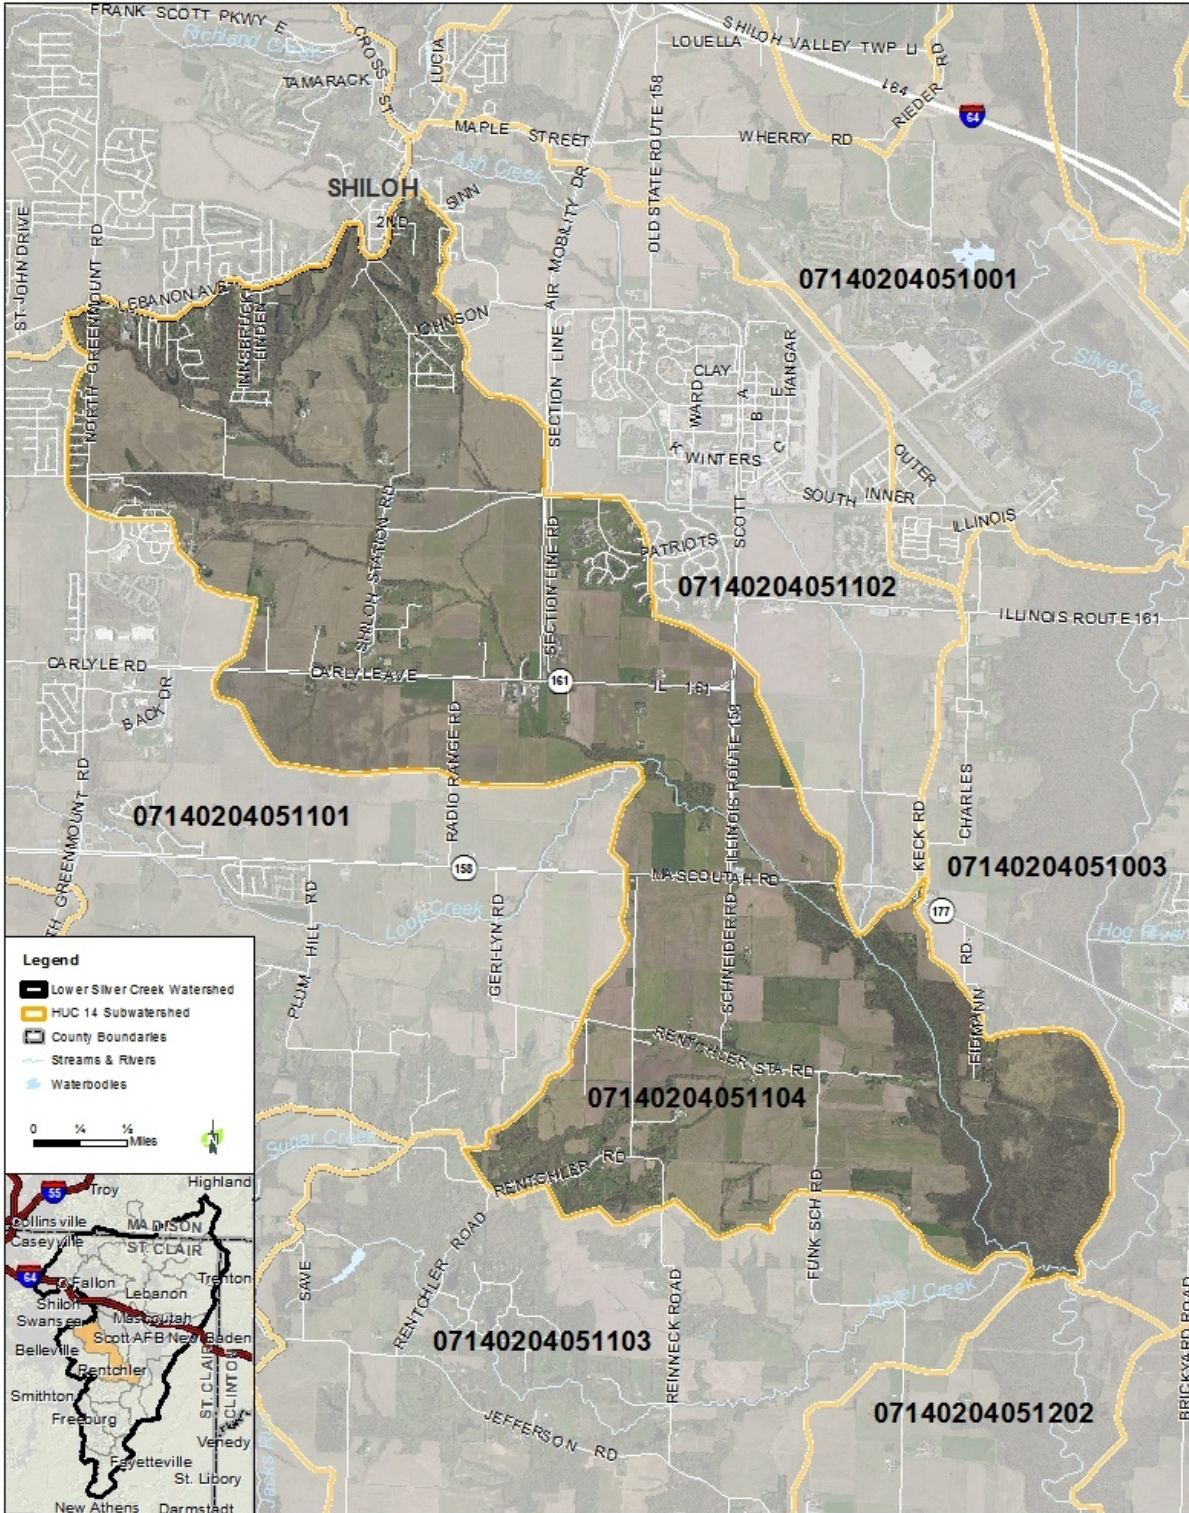 FRANK SCOTT PKWY E
Richland Creek
CROSS ST
LUCIA
TAMARACK
SHILOH VALLEY TWP LI
LOUELLA
I 64
RIEDER RD
64
MAPLE STREET
WHERRY RD
Ash Creek
OLD STATE ROUTE 158
AIR MOBILITY DR
SHILOH
SINN
2ND
ST JOHN DRIVE
NORTH GREENMOUNT RD
LEBANON AVE
INNSBRUCK
LINDEN
JOHNSON
07140204051001
Silver Creek
SECTION LINE
CLAY
WARD
HANGAR
A
E
B
C
K
WINTERS
OUTER
SOUTH INNER
ILLINOIS
SCOTT
PATRIOTS
SHILOH STATION RD
SECTION LINE RD
07140204051102
ILLINOIS ROUTE 161
CARLYLE RD
CARLYLE AVE
161
IL 161
BACK DR
RADIO RANGE RD
ILLINOIS ROUTE 158
CHARLES
KECK RD
07140204051101
158
MASCOUTAH RD
07140204051003
177
Loup Creek
Hog River
PLUM HILL RD
GERI-LYN RD
SCHNEIDER RD
EIDMANN RD.
RENTCHLER STA. RD
07140204051104
Sugar Creek
RENTCHLER RD
FUNK SCH RD
SAVE
RENTCHLER ROAD
REINNECK ROAD
Hazel Creek
07140204051103
07140204051202
JEFFERSON RD
BRICKYARD ROAD
Legend
Lower Silver Creek Watershed
HUC 14 Subwatershed
County Boundaries
Streams & Rivers
Waterbodies
0 ¼ ½
Miles
N
55
Troy
Highland
Collinsville
MADISON
Caseyville
ST. CLAIR
64
O'Fallon
Trenton
Lebanon
Shiloh
Mascoutah
Swansea
Scott AFB New Baden
Belleville
Rentchler
Smithton
ST. CLAIR
CLINTON
Freeburg
Venedy
Fayetteville
St. Libory
New Athens
Darmstadt